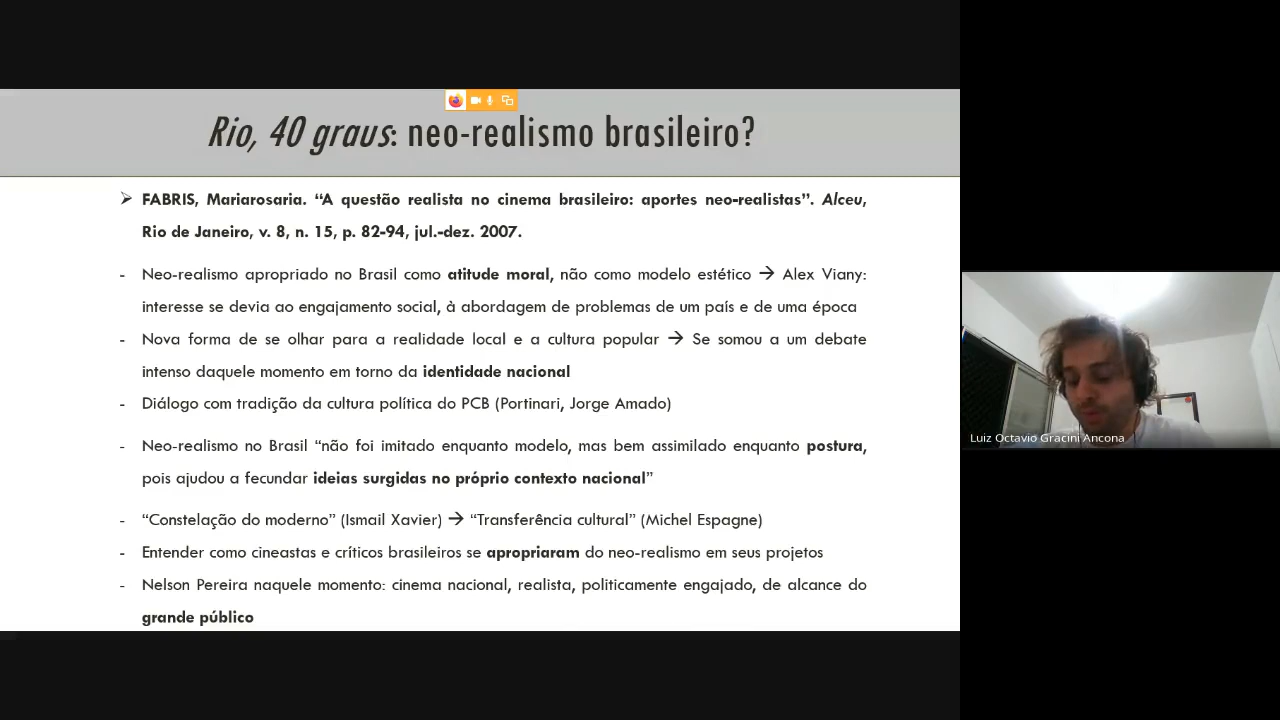 Rio, 40 graus: neo-realismo brasileiro?
➢ FABRIS, Mariarosaria. “A questão realista no cinema brasileiro: aportes neo-realistas”. Alceu,
Rio de Janeiro, v. 8, n. 15, p. 82-94, jul.-dez. 2007.
- Neo-realismo apropriado no Brasil como atitude moral, não como modelo estético → Alex Viany:
interesse se devia ao engajamento social, à abordagem de problemas de um país e de uma época
- Nova forma de se olhar para a realidade local e a cultura popular → Se somou a um debate
intenso daquele momento em torno da identidade nacional
- Diálogo com tradição da cultura política do PCB (Portinari, Jorge Amado)
- Neo-realismo no Brasil “não foi imitado enquanto modelo, mas bem assimilado enquanto postura,
pois ajudou a fecundar ideias surgidas no próprio contexto nacional”
- “Constelação do moderno” (Ismail Xavier) → “Transferência cultural” (Michel Espagne)
- Entender como cineastas e críticos brasileiros se apropriaram do neo-realismo em seus projetos
- Nelson Pereira naquele momento: cinema nacional, realista, politicamente engajado, de alcance do
grande público
Luiz Octavio Gracini Ancona